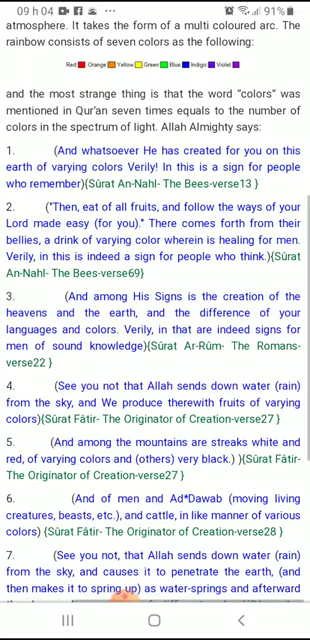 09 h 04
91%
atmosphere. It takes the form of a multi coloured arc. The
rainbow consists of seven colors as the following:
Red Orange Yellow Green Blue Indigo Violet
and the most strange thing is that the word "colors" was
mentioned in Qur'an seven times equals to the number of
colors in the spectrum of light. Allah Almighty says:
1. (And whatsoever He has created for you on this
earth of varying colors Verily! In this is a sign for people
who remember){Sûrat An-Nahl- The Bees-verse13 }
2. ("Then, eat of all fruits, and follow the ways of your
Lord made easy (for you)." There comes forth from their
bellies, a drink of varying color wherein is healing for men.
Verily, in this is indeed a sign for people who think.){Sûrat
An-Nahl- The Bees-verse69}
3. (And among His Signs is the creation of the
heavens and the earth, and the difference of your
languages and colors. Verily, in that are indeed signs for
men of sound knowledge){Sûrat Ar-Rûm- The Romans-
verse22 }
4. (See you not that Allah sends down water (rain)
from the sky, and We produce therewith fruits of varying
colors){Sûrat Fâtir- The Originator of Creation-verse27 }
5. (And among the mountains are streaks white and
red, of varying colors and (others) very black.) ){Sûrat Fâtir-
The Originator of Creation-verse27 }
6. (And of men and Ad*Dawab (moving living
creatures, beasts, etc.), and cattle, in like manner of various
colors) {Sûrat Fâtir- The Originator of Creation-verse28 }
7. (See you not, that Allah sends down water (rain)
from the sky, and causes it to penetrate the earth, (and
then makes it to spring up) as water-springs and afterward